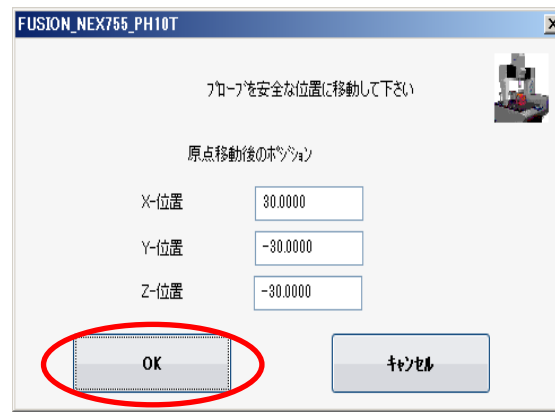 FUSION_NEX755_PH10T
ﾌﾟﾛｰﾌﾞを安全な位置に移動して下さい
原点移動後のﾎﾟｼﾞｼｮﾝ
X-位置 30.0000
Y-位置 -30.0000
Z-位置 -30.0000
OK ｷｬﾝｾﾙ